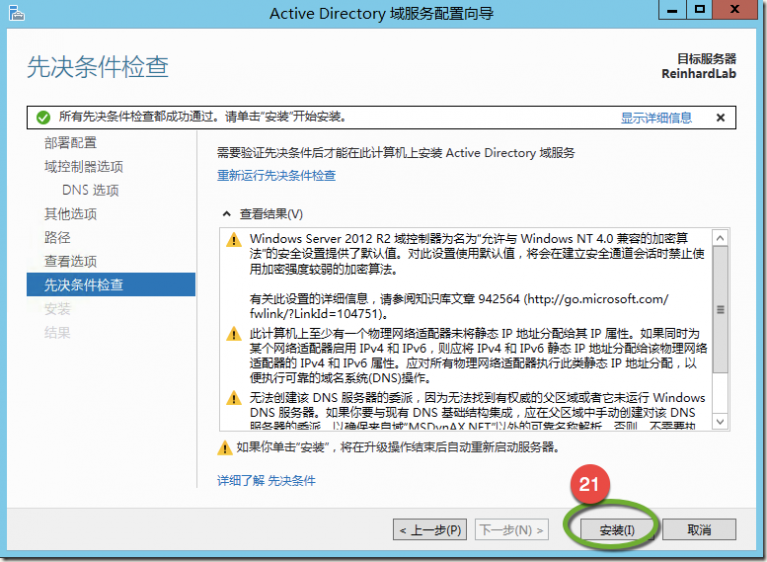 Active Directory 域服务配置向导
先决条件检查
目标服务器
ReinhardLab
所有先决条件检查都成功通过。请单击“安装”开始安装。
显示详细信息
部署配置
域控制器选项
DNS 选项
其他选项
路径
查看选项
先决条件检查
安装
结果
需要验证先决条件后才能在此计算机上安装 Active Directory 域服务
重新运行先决条件检查
查看结果(V)
Windows Server 2012 R2 域控制器为名为“允许与 Windows NT 4.0 兼容的加密算
法”的安全设置提供了默认值。对此设置使用默认值，将会在建立安全通道会话时禁止使
用加密强度较弱的加密算法。
有关此设置的详细信息，请参阅知识库文章 942564 (http://go.microsoft.com/
fwlink/?LinkId=104751)。
此计算机上至少有一个物理网络适配器未将静态 IP 地址分配给其 IP 属性。如果同时为
某个网络适配器启用 IPv4 和 IPv6，则应将 IPv4 和 IPv6 静态 IP 地址分配给该物理网络
适配器的 IPv4 和 IPv6 属性。应对所有物理网络适配器执行此类静态 IP 地址分配，以
便执行可靠的域名系统(DNS)操作。
无法创建该 DNS 服务器的委派，因为无法找到有权威的父区域或者它未运行 Windows
DNS 服务器。如果你要与现有 DNS 基础结构集成，应在父区域中手动创建对该 DNS
服务器的委派，以确保来自域“MSDynAX.NET”以外的可靠名称解析。否则，不需要执
如果你单击“安装”，将在升级操作结束后自动重新启动服务器。
详细了解 先决条件
21
< 上一步(P)
下一步(N) >
安装(I)
取消